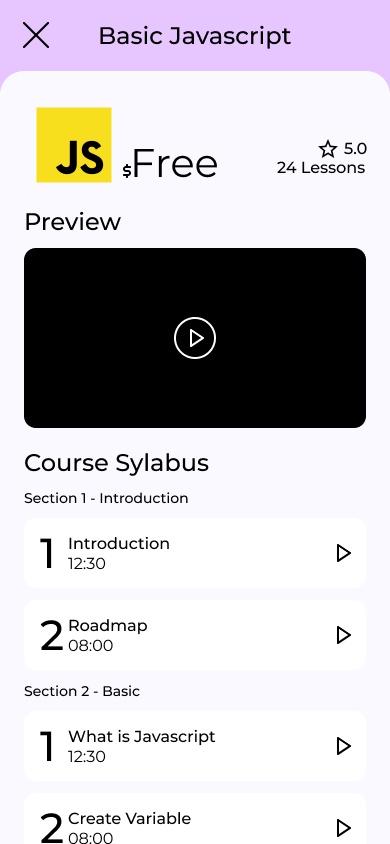 Basic Javascript
JS
$Free
5.0
24 Lessons
Preview
Course Sylabus
Section 1 - Introduction
1 Introduction
12:30
2 Roadmap
08:00
Section 2 - Basic
1 What is Javascript
12:30
2 Create Variable
08:00